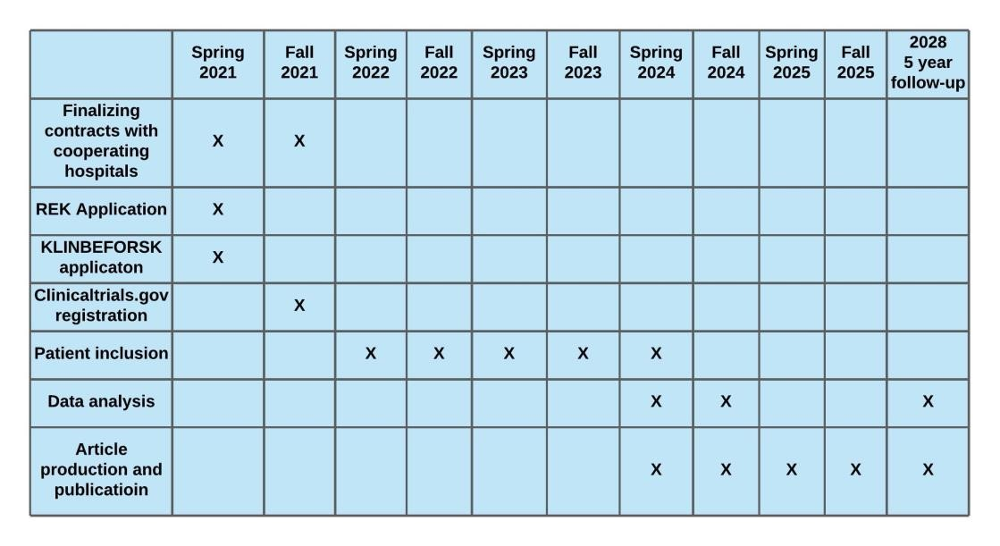 Spring 2021 Fall 2021 Spring 2022 Fall 2022 Spring 2023 Fall 2023 Spring 2024 Fall 2024 Spring 2025 Fall 2025 2028 5 year follow-up
Finalizing
contracts with
cooperating
hospitals
X X
REK Application X
KLINBEFORSK
applicaton
X
Clinicaltrials.gov
registration
X
Patient inclusion X X X X X
Data analysis X X X
Article
production and
publicatioin
X X X X X